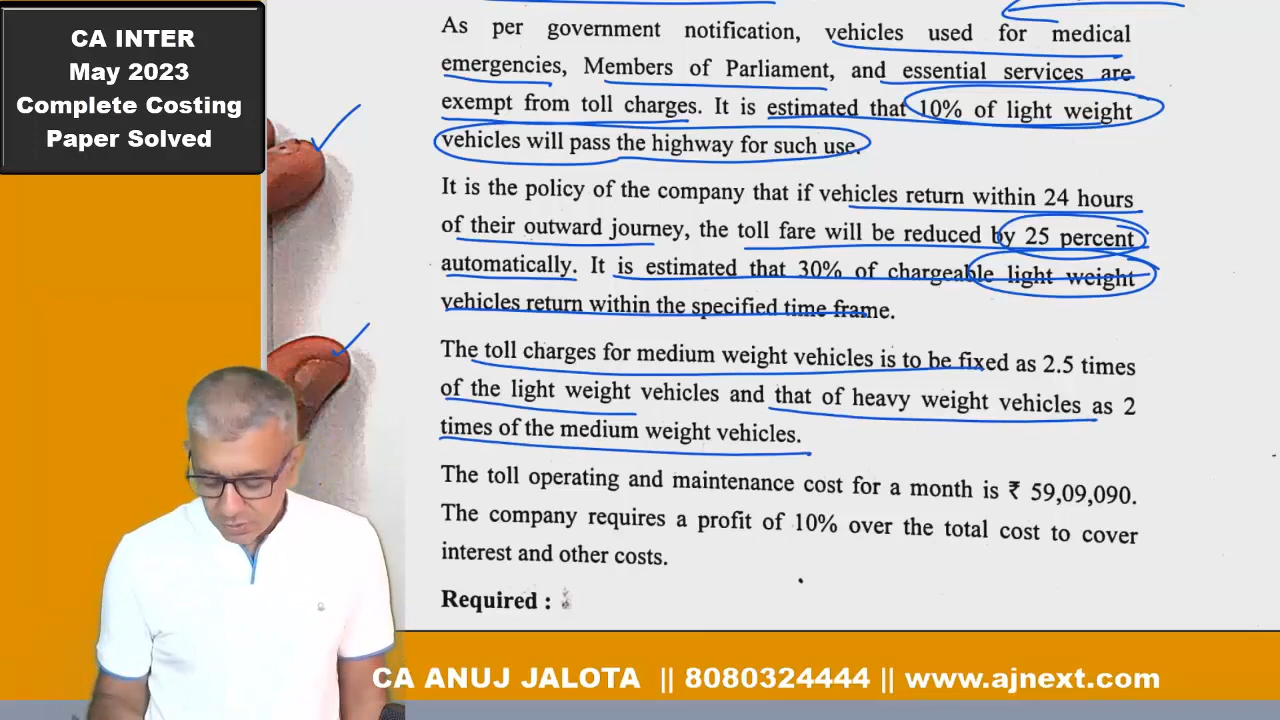 CA INTER
May 2023
Complete Costing
Paper Solved
As per government notification, vehicles used for medical
emergencies, Members of Parliament, and essential services are
exempt from toll charges. It is estimated that 10% of light weight
vehicles will pass the highway for such use.
It is the policy of the company that if vehicles return within 24 hours
of their outward journey, the toll fare will be reduced by 25 percent
automatically. It is estimated that 30% of chargeable light weight
vehicles return within the specified time frame.
The toll charges for medium weight vehicles is to be fixed as 2.5 times
of the light weight vehicles and that of heavy weight vehicles as 2
times of the medium weight vehicles.
The toll operating and maintenance cost for a month is ₹ 59,09,090.
The company requires a profit of 10% over the total cost to cover
interest and other costs.
Required :
CA ANUJ JALOTA || 8080324444 || www.ajnext.com